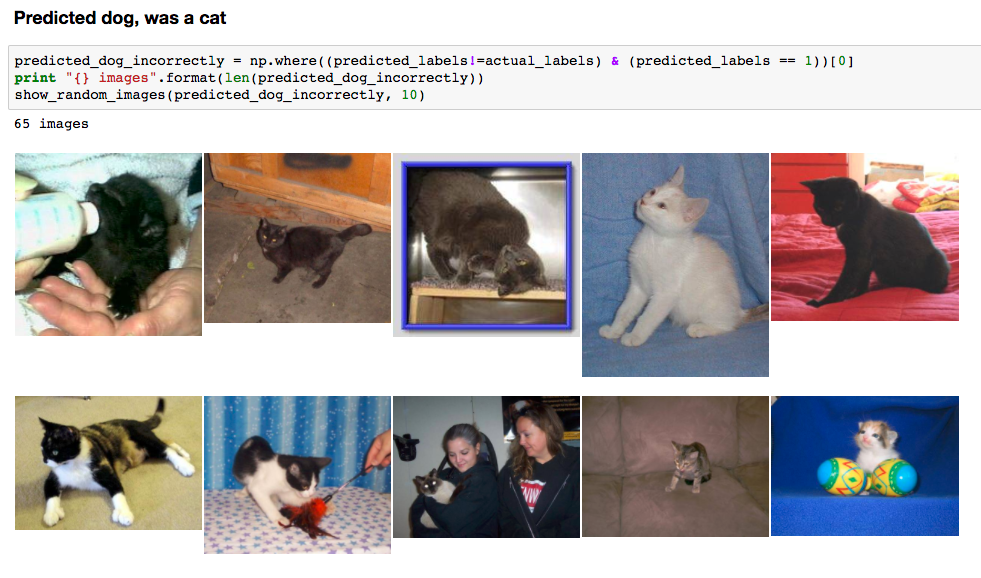 Predicted dog, was a cat
predicted_dog_incorrectly = np.where((predicted_labels!=actual_labels) & (predicted_labels == 1))[0]
print "{} images".format(len(predicted_dog_incorrectly))
show_random_images(predicted_dog_incorrectly, 10)
65 images